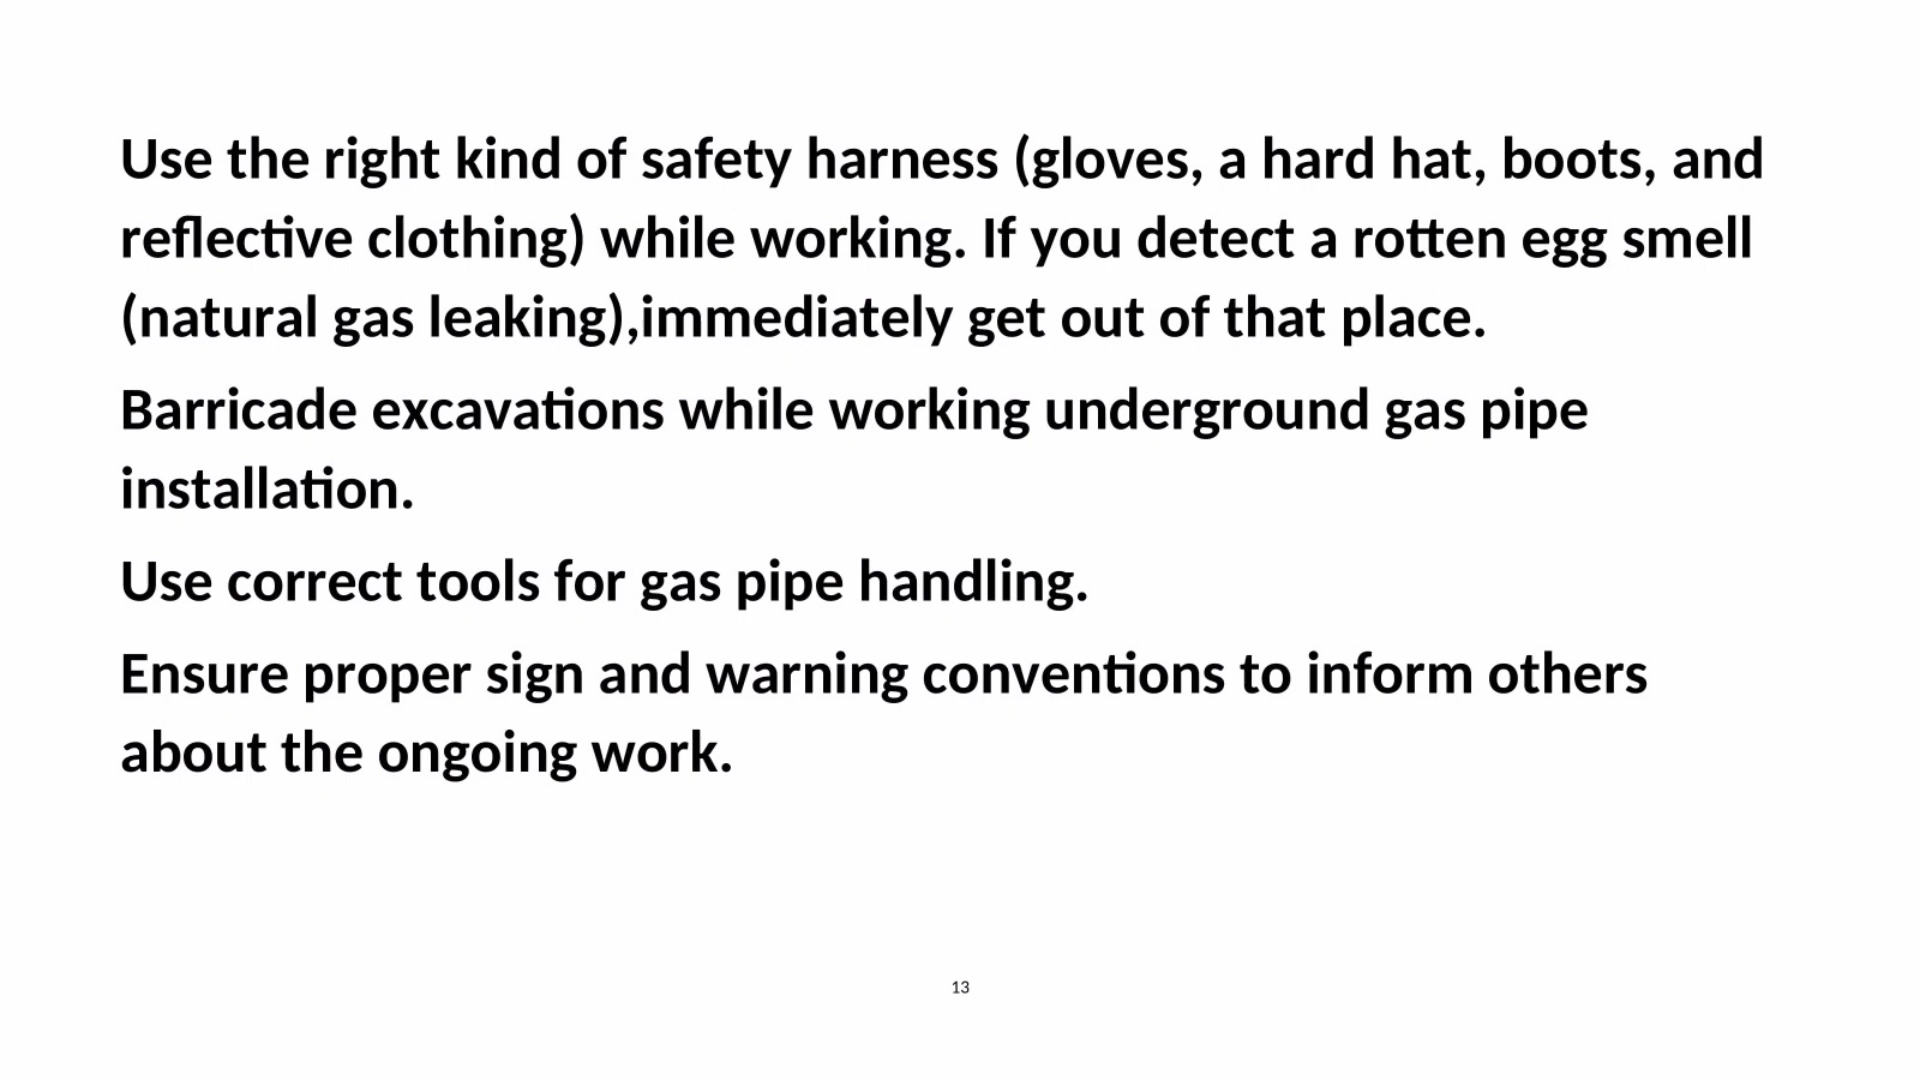 Use the right kind of safety harness (gloves, a hard hat, boots, and
reflective clothing) while working. If you detect a rotten egg smell
(natural gas leaking),immediately get out of that place.
Barricade excavations while working underground gas pipe
installation.
Use correct tools for gas pipe handling.
Ensure proper sign and warning conventions to inform others
about the ongoing work.
13